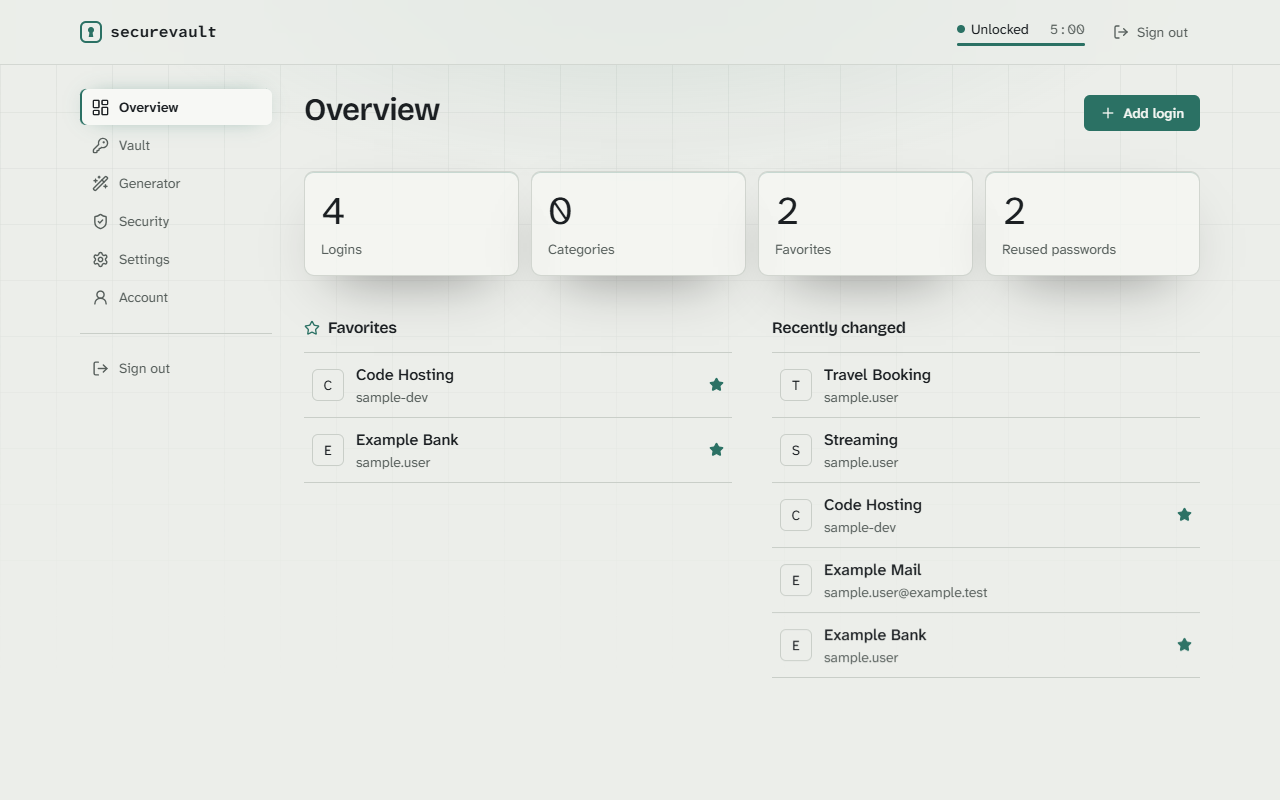 securevault
Unlocked 5:00
Sign out
Overview
Vault
Generator
Security
Settings
Account
Sign out
Overview
Add login
4
Logins
0
Categories
2
Favorites
2
Reused passwords
Favorites
C
Code Hosting
sample-dev
E
Example Bank
sample.user
Recently changed
T
Travel Booking
sample.user
S
Streaming
sample.user
C
Code Hosting
sample-dev
E
Example Mail
sample.user@example.test
E
Example Bank
sample.user